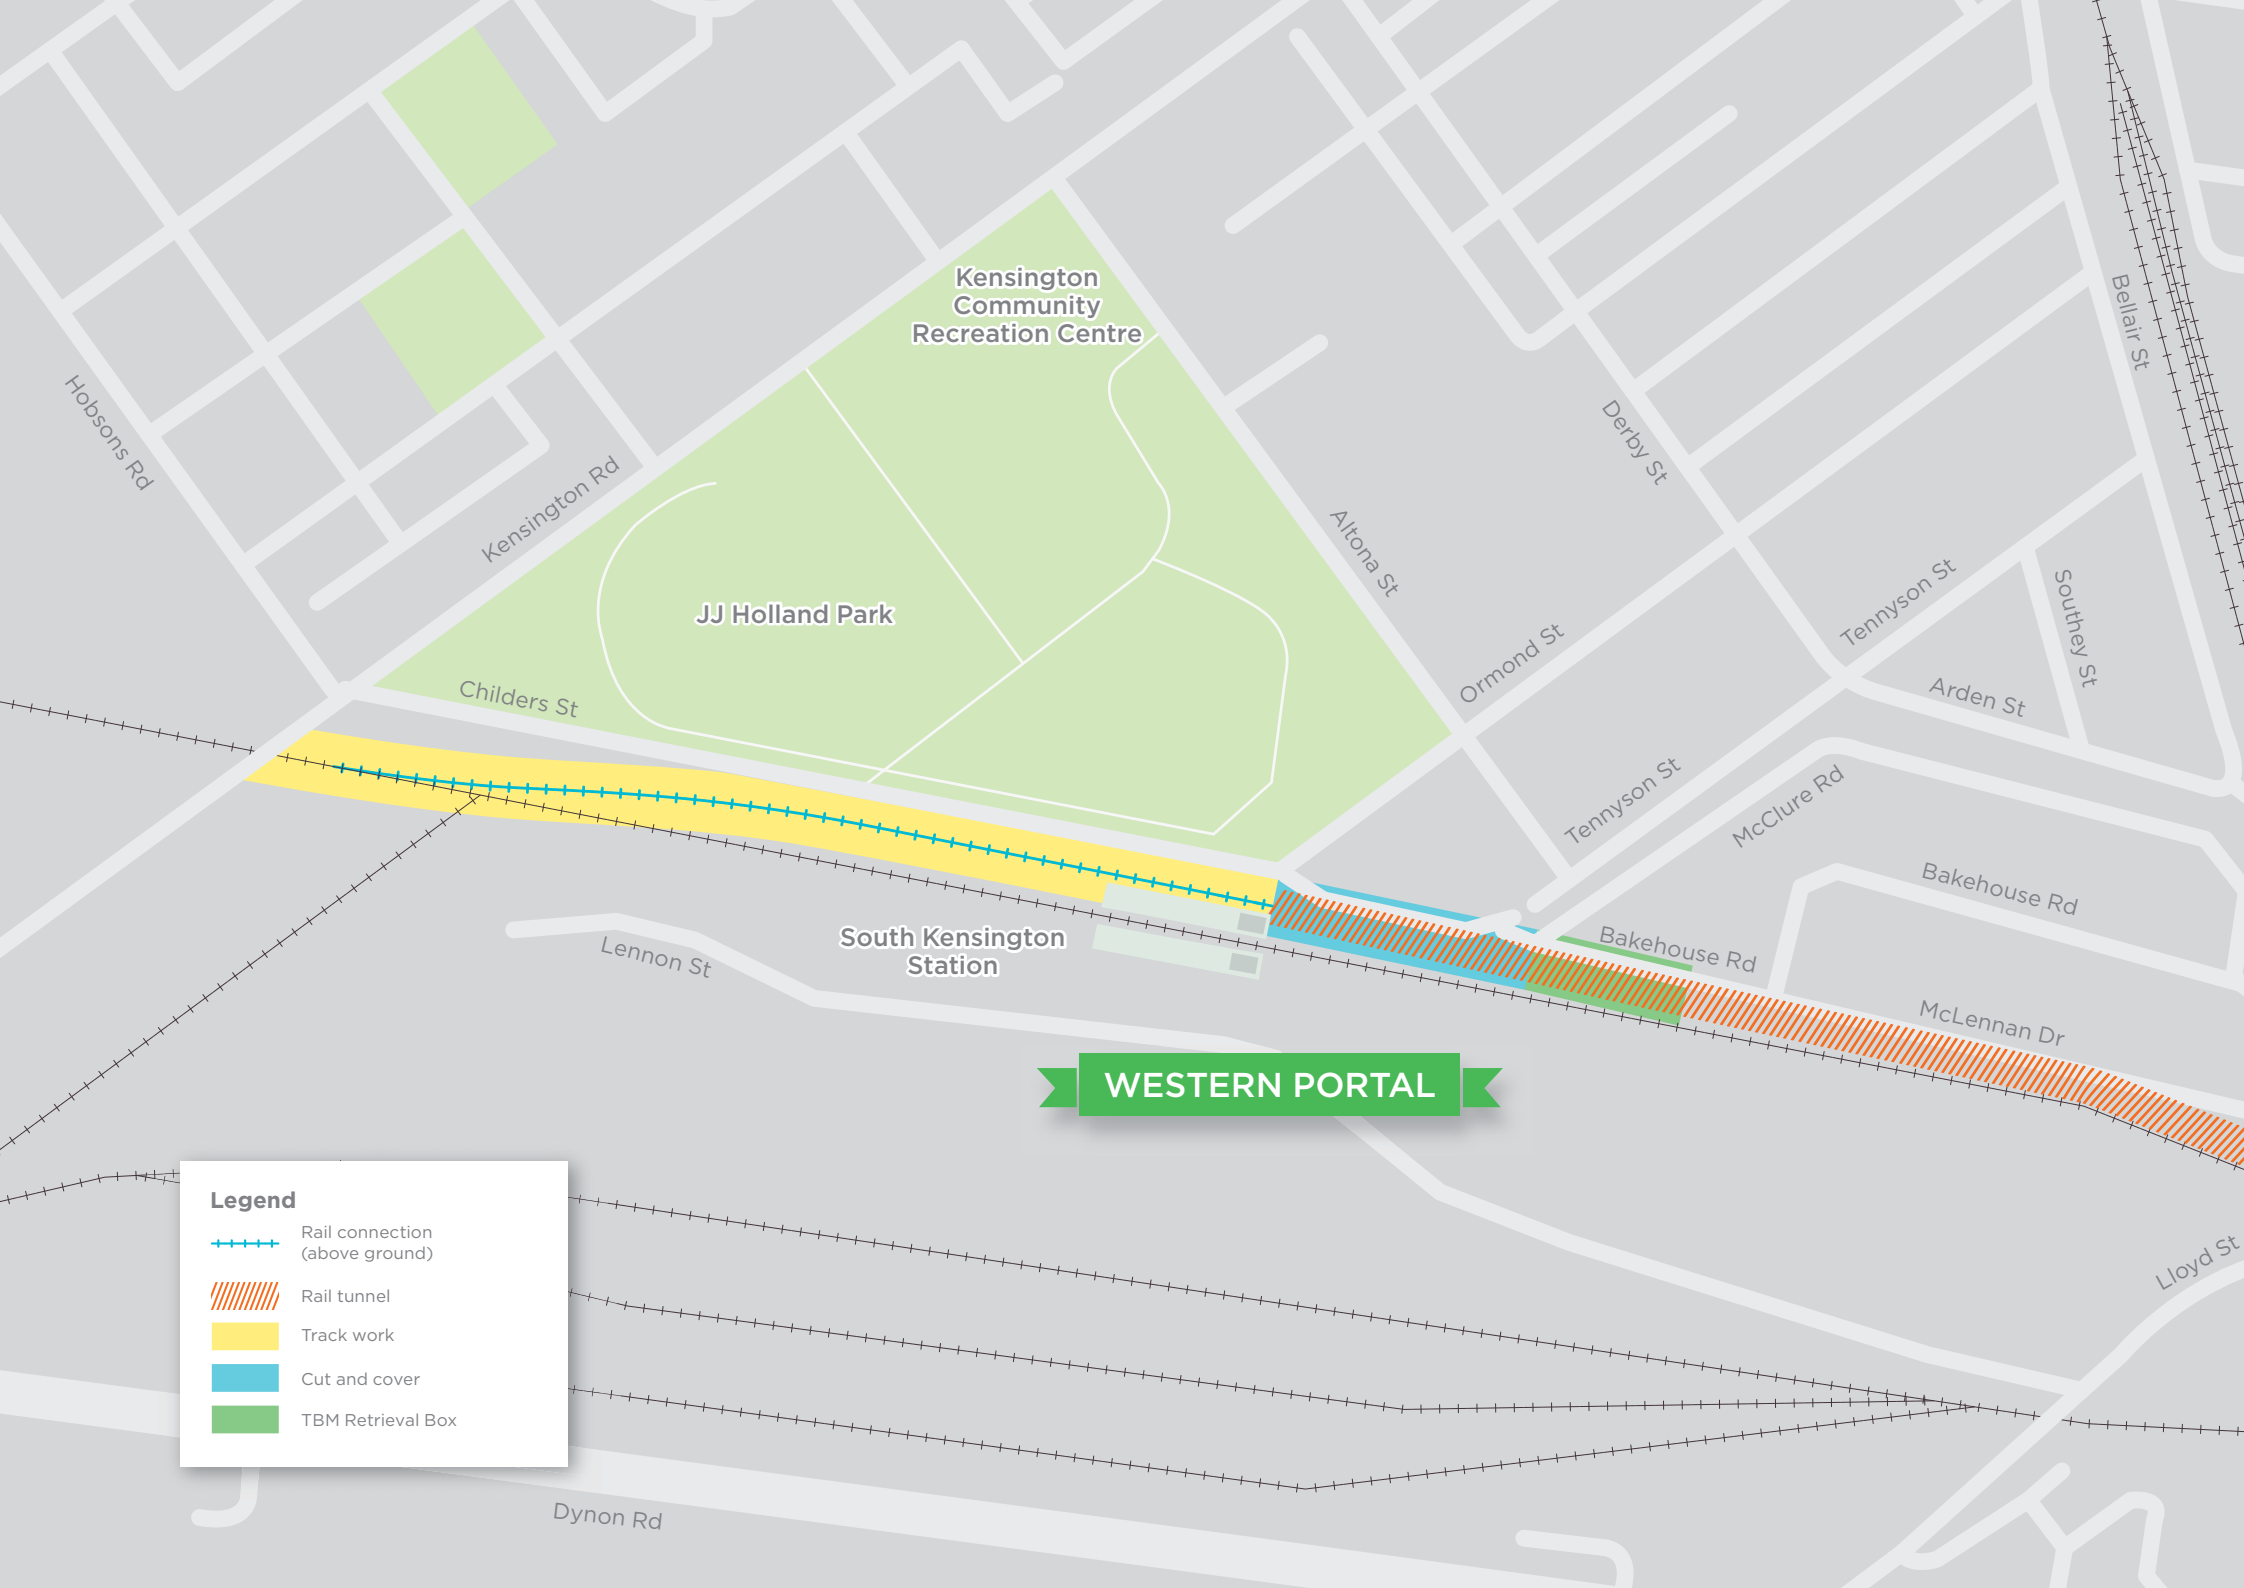 Kensington
Community
Recreation Centre
Bellair St
Hobsons Rd
Derby St
Kensington Rd
Altona St
JJ Holland Park
Tennyson St
Southey St
Ormond St
Childers St
Arden St
Tennyson St
McClure Rd
Bakehouse Rd
South Kensington
Station
Lennon St
Bakehouse Rd
McLennan Dr
WESTERN PORTAL
Lloyd St
Legend
Rail connection
(above ground)
Rail tunnel
Track work
Cut and cover
TBM Retrieval Box
Dynon Rd